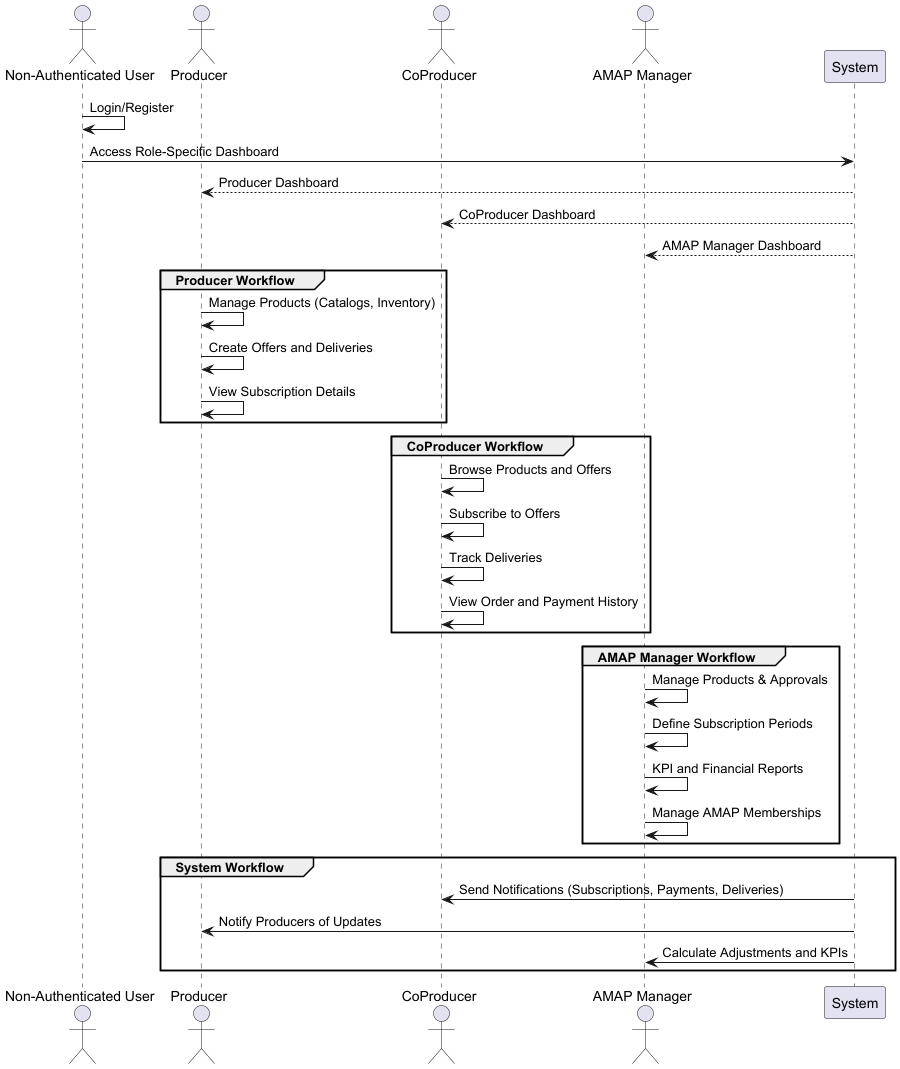 Non-Authenticated User
Producer
CoProducer
AMAP Manager
System
Login/Register
Access Role-Specific Dashboard
Producer Dashboard
CoProducer Dashboard
AMAP Manager Dashboard
Producer Workflow
Manage Products (Catalogs, Inventory)
Create Offers and Deliveries
View Subscription Details
CoProducer Workflow
Browse Products and Offers
Subscribe to Offers
Track Deliveries
View Order and Payment History
AMAP Manager Workflow
Manage Products & Approvals
Define Subscription Periods
KPI and Financial Reports
Manage AMAP Memberships
System Workflow
Send Notifications (Subscriptions, Payments, Deliveries)
Notify Producers of Updates
Calculate Adjustments and KPIs
Non-Authenticated User
Producer
CoProducer
AMAP Manager
System